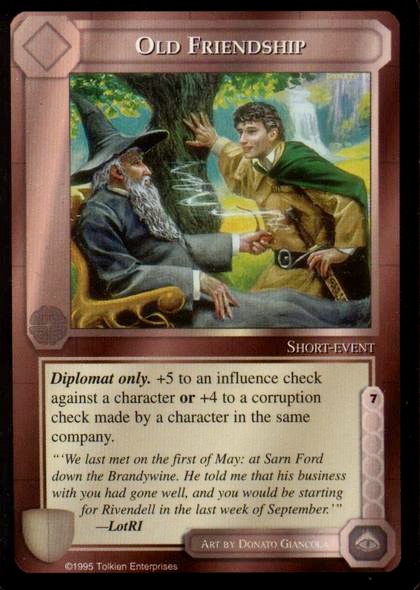 OLD FRIENDSHIP
DONATO
SHORT-EVENT
Diplomat only. +5 to an influence check
against a character or +4 to a corruption
check made by a character in the same
company.
7
“‘We last met on the first of May: at Sarn Ford
down the Brandywine. He told me that his business
with you had gone well, and you would be starting
for Rivendell in the last week of September.’”
—LotRI
ART BY DONATO GIANCOLA
©1995 Tolkien Enterprises